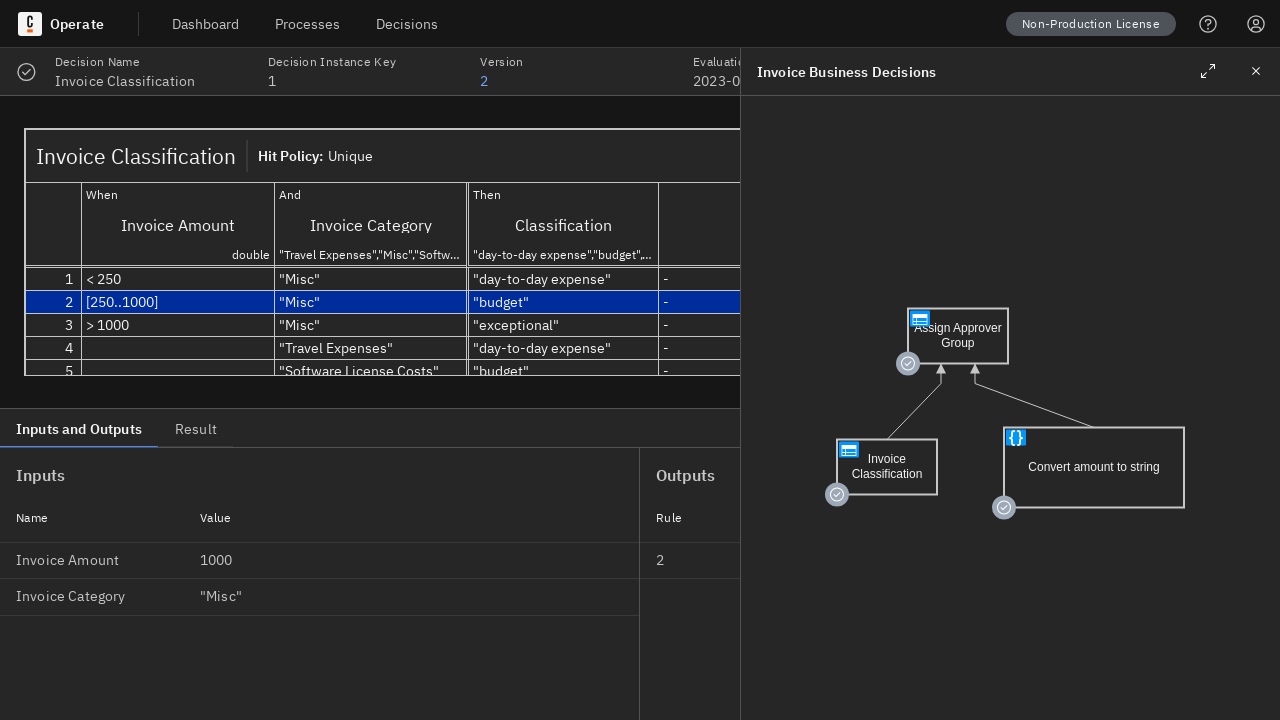 C Operate Dashboard Processes Decisions Non-Production License
Decision Name Decision Instance Key Version
Invoice Classification 1 2 2023-0
Invoice Business Decisions
Invoice Classification Hit Policy: Unique
When And Then
Invoice Amount Invoice Category Classification
double "Travel Expenses","Misc","Softw... "day-to-day expense","budget",...
1 < 250 "Misc" "day-to-day expense" -
2 [250..1000] "Misc" "budget" -
3 > 1000 "Misc" "exceptional" -
4 "Travel Expenses" "day-to-day expense" -
5 "Software License Costs" "budget" -
Inputs and Outputs Result
Inputs
Name Value
Invoice Amount 1000
Invoice Category "Misc"
Outputs
Rule
2
Assign Approver
Group
Invoice
Classification
{}
Convert amount to string